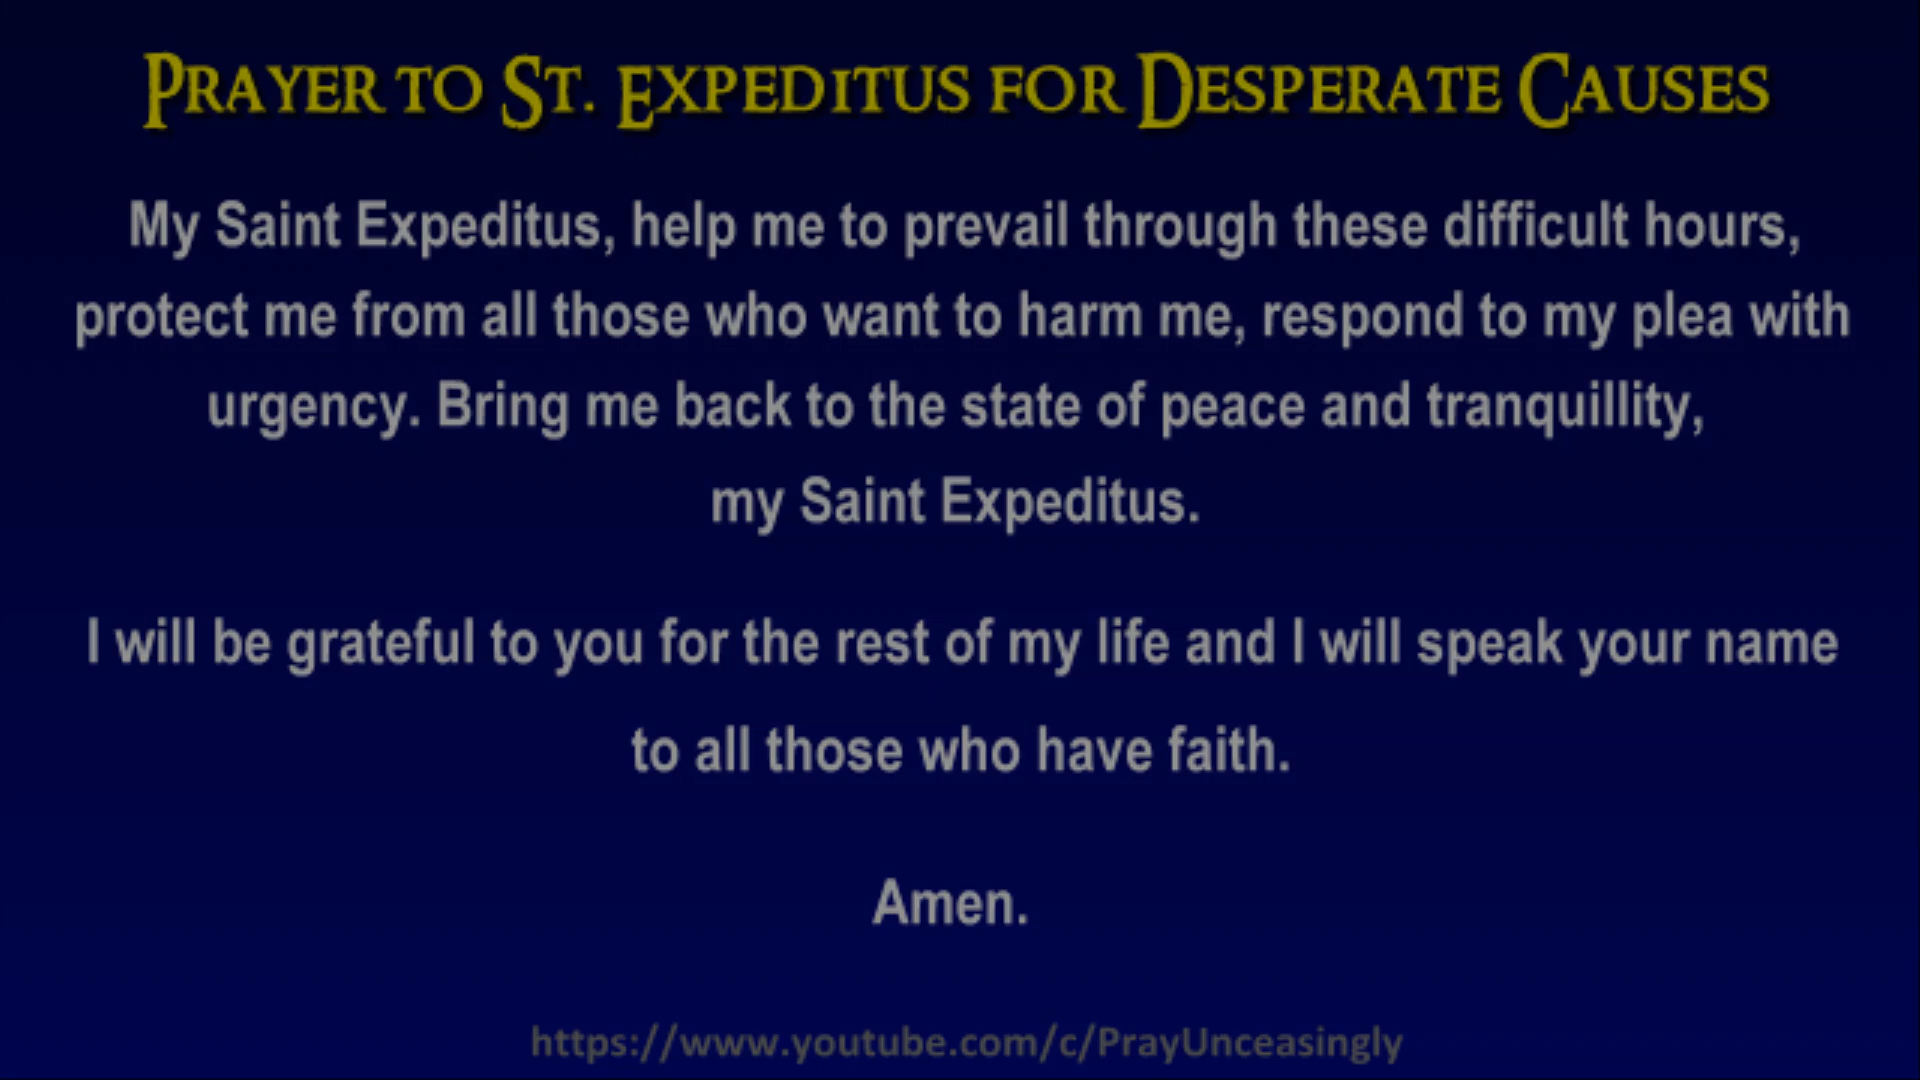 PRAYER TO ST. EXPEDITUS FOR DESPERATE CAUSES
My Saint Expeditus, help me to prevail through these difficult hours,
protect me from all those who want to harm me, respond to my plea with
urgency. Bring me back to the state of peace and tranquillity,
my Saint Expeditus.
I will be grateful to you for the rest of my life and I will speak your name
to all those who have faith.
Amen.
https://www.youtube.com/c/PrayUnceasingly